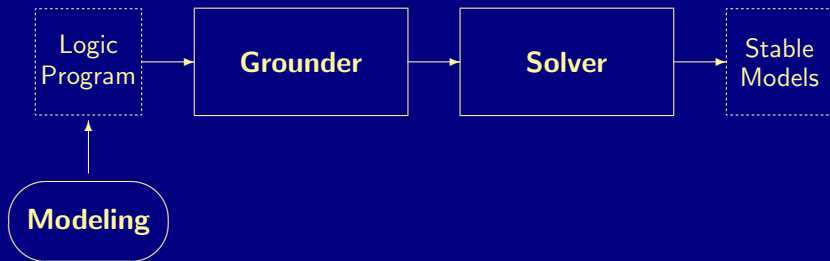 Logic
Program
Grounder
Solver
Stable
Models
Modeling